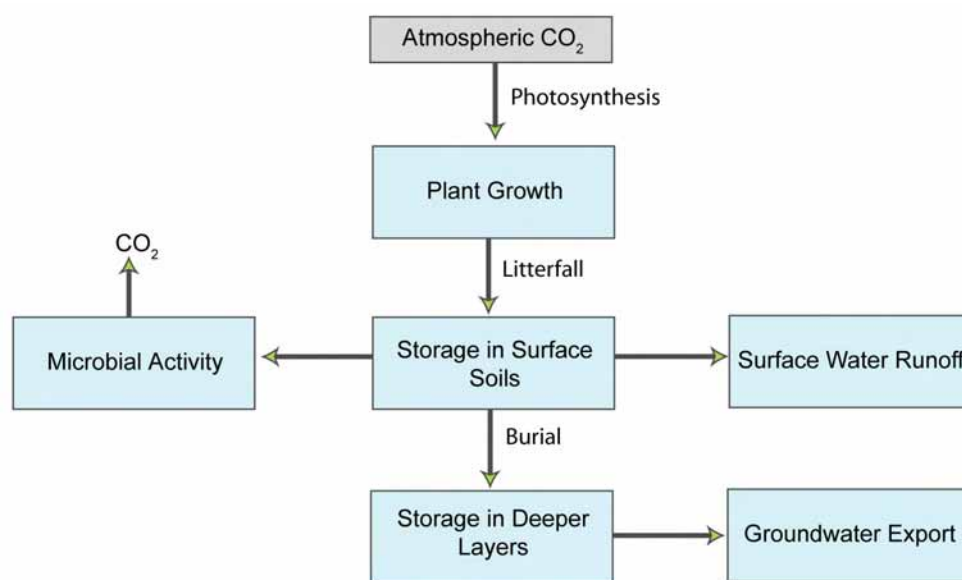 Atmospheric CO₂
Photosynthesis
Plant Growth
CO₂
Litterfall
Microbial Activity
Storage in Surface
Soils
Surface Water Runoff
Burial
Storage in Deeper
Layers
Groundwater Export